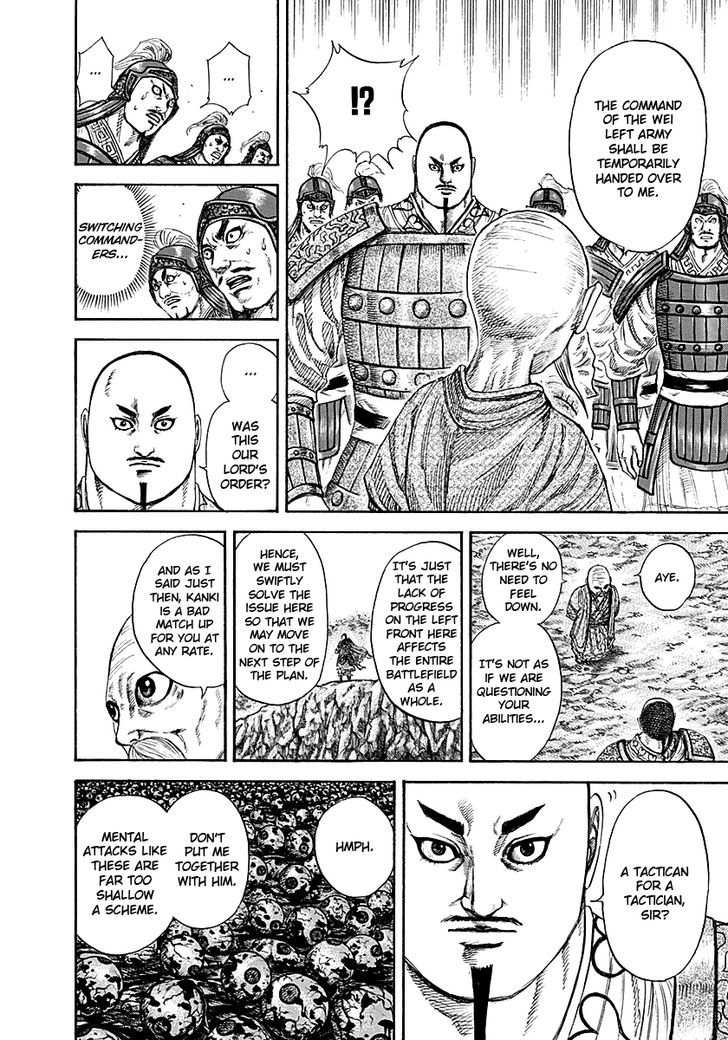 THE COMMAND
OF THE WEI
LEFT ARMY
SHALL BE
TEMPORARILY
HANDED OVER
TO ME.
!?
...
...
SWITCHING
COMMAND-
ERS...
...
WAS
THIS
OUR
LORD'S
ORDER?
AYE.
WELL,
THERE'S NO
NEED TO
FEEL
DOWN.
IT'S NOT AS
IF WE ARE
QUESTIONING
YOUR
ABILITIES...
IT'S JUST
THAT THE
LACK OF
PROGRESS
ON THE
LEFT
FRONT HERE
AFFECTS
THE ENTIRE
BATTLEFIELD
AS A
WHOLE.
HENCE,
WE MUST
SWIFTLY
SOLVE THE
ISSUE HERE
SO THAT WE
MAY MOVE
ON TO THE
NEXT STEP OF
THE PLAN.
AND AS I
SAID JUST
THEN, KANKI
IS A BAD
MATCH UP
FOR YOU AT
ANY RATE.
A TACTICAN
FOR A
TACTICIAN,
SIR?
HMPH.
DON'T
PUT ME
TOGETHER
WITH HIM.
MENTAL
ATTACKS LIKE
THESE ARE
FAR TOO
SHALLOW
A SCHEME.